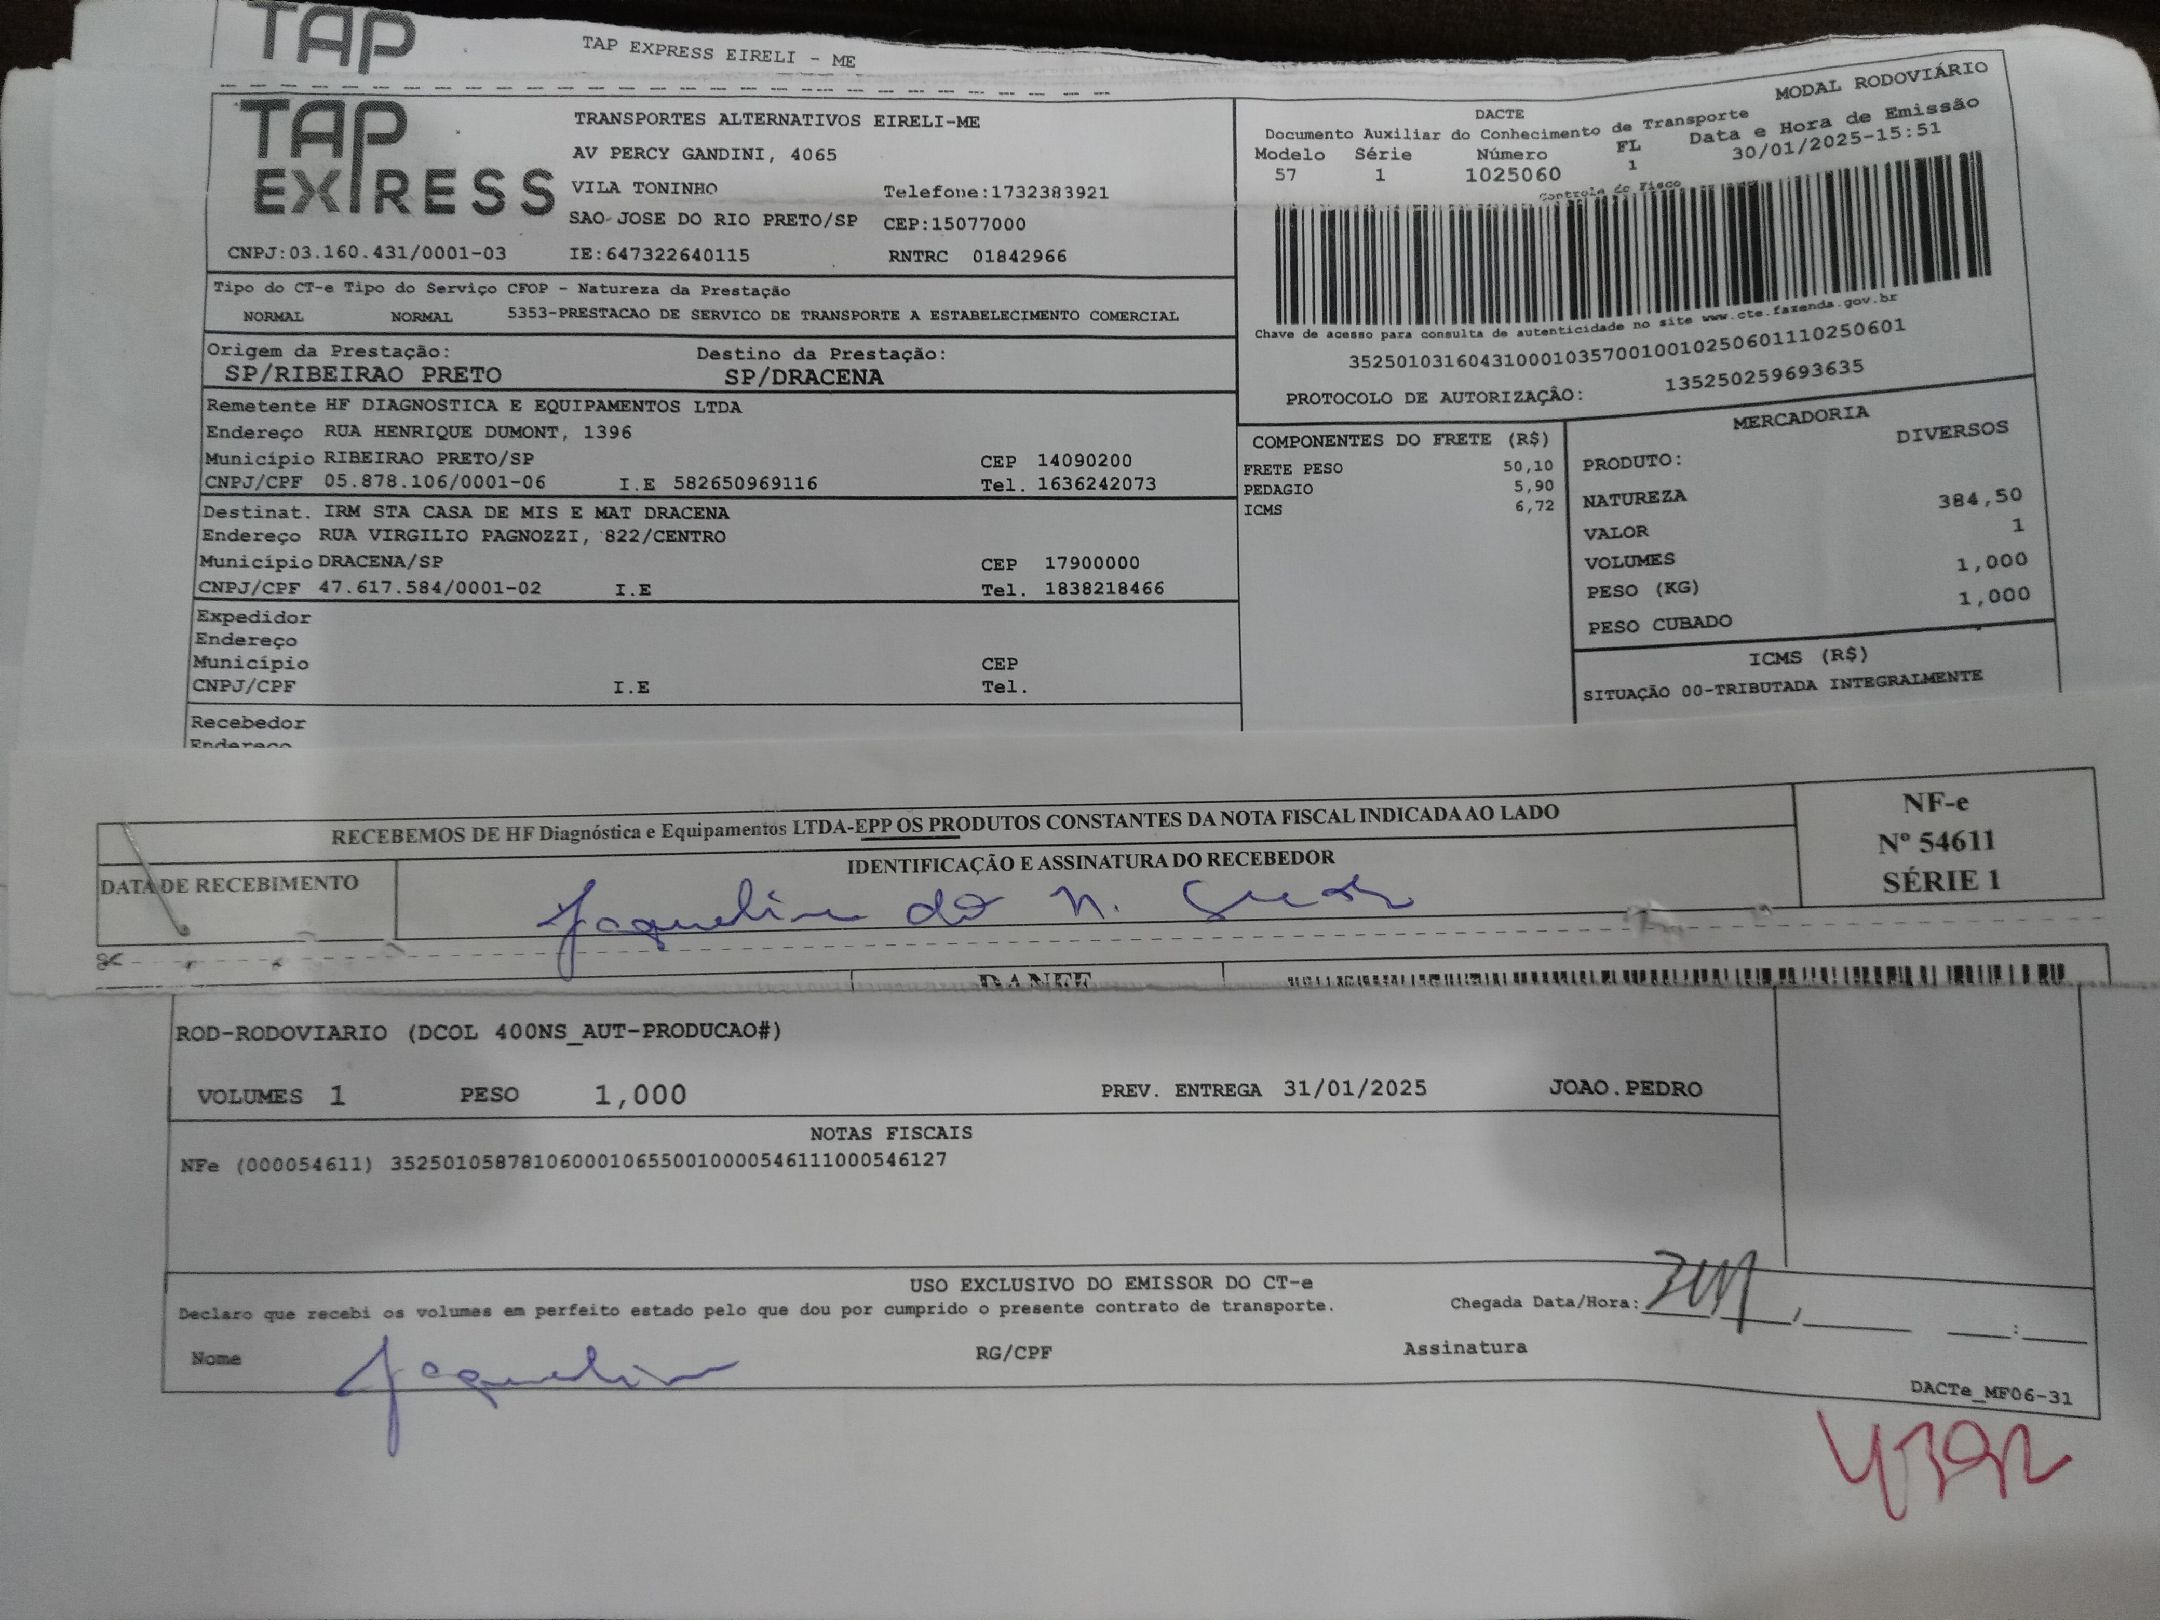 TAP
TAP EXPRESS EIRELI - ME
TAP
EXPRESS
TRANSPORTES ALTERNATIVOS EIRELI-ME
AV PERCY GANDINI, 4065
VILA TONINHO Telefone:1732383921
SAO JOSE DO RIO PRETO/SP CEP:15077000
CNPJ:03.160.431/0001-03 IE:647322640115 RNTRC 01842966
MODAL RODOVIÁRIO
DACTE
Documento Auxiliar do Conhecimento de Transporte
Modelo Série Número FL Data e Hora de Emissão
57 1 1025060 1 30/01/2025-15:51
Controle do Fisco
Chave de acesso para consulta de autenticidade no site www.cte.fazenda.gov.br
35250103160431000103570010010250601110250601
PROTOCOLO DE AUTORIZAÇÃO: 135250259693635
Tipo do CT-e Tipo do Serviço CFOP - Natureza da Prestação
NORMAL NORMAL 5353-PRESTACAO DE SERVICO DE TRANSPORTE A ESTABELECIMENTO COMERCIAL
Origem da Prestação: Destino da Prestação:
SP/RIBEIRAO PRETO SP/DRACENA
Remetente HF DIAGNOSTICA E EQUIPAMENTOS LTDA
Endereço RUA HENRIQUE DUMONT, 1396
Município RIBEIRAO PRETO/SP CEP 14090200
CNPJ/CPF 05.878.106/0001-06 I.E 582650969116 Tel. 1636242073
Destinat. IRM STA CASA DE MIS E MAT DRACENA
Endereço RUA VIRGILIO PAGNOZZI, 822/CENTRO
Município DRACENA/SP CEP 17900000
CNPJ/CPF 47.617.584/0001-02 I.E Tel. 1838218466
Expedidor
Endereço
Município CEP
CNPJ/CPF I.E Tel.
Recebedor
Endereço
COMPONENTES DO FRETE (R$)
FRETE PESO 50,10
PEDAGIO 5,90
ICMS 6,72
MERCADORIA
PRODUTO: DIVERSOS
NATUREZA
VALOR 384,50
VOLUMES 1
PESO (KG) 1,000
PESO CUBADO 1,000
ICMS (R$)
SITUAÇÃO 00-TRIBUTADA INTEGRALMENTE
RECEBEMOS DE HF Diagnóstica e Equipamentos LTDA-EPP OS PRODUTOS CONSTANTES DA NOTA FISCAL INDICADA AO LADO
NF-e
Nº 54611
SÉRIE 1
DATA DE RECEBIMENTO
IDENTIFICAÇÃO E ASSINATURA DO RECEBEDOR
Jaqueline do N.
DANFE
ROD-RODOVIARIO (DCOL 400NS_AUT-PRODUCAO#)
VOLUMES 1 PESO 1,000 PREV. ENTREGA 31/01/2025 JOAO.PEDRO
NOTAS FISCAIS
NFe (000054611) 35250105878106000106550010000546111000546127
USO EXCLUSIVO DO EMISSOR DO CT-e
Declaro que recebi os volumes em perfeito estado pelo que dou por cumprido o presente contrato de transporte. Chegada Data/Hora:
Nome Jaqueline RG/CPF Assinatura
DACTe_MF06-31
4392